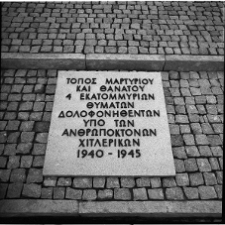 ΤΟΠΟΣ ΜΑΡΤΥΡΙΟΥ
ΚΑΙ ΘΑΝΑΤΟΥ
4 ΕΚΑΤΟΜΜΥΡΙΩΝ
ΘΥΜΑΤΩΝ
ΔΟΛΟΦΟΝΗΘΕΝΤΩΝ
ΥΠΟ ΤΩΝ
ΑΝΘΡΩΠΟΚΤΟΝΩΝ
ΧΙΤΛΕΡΙΚΩΝ
1940 - 1945